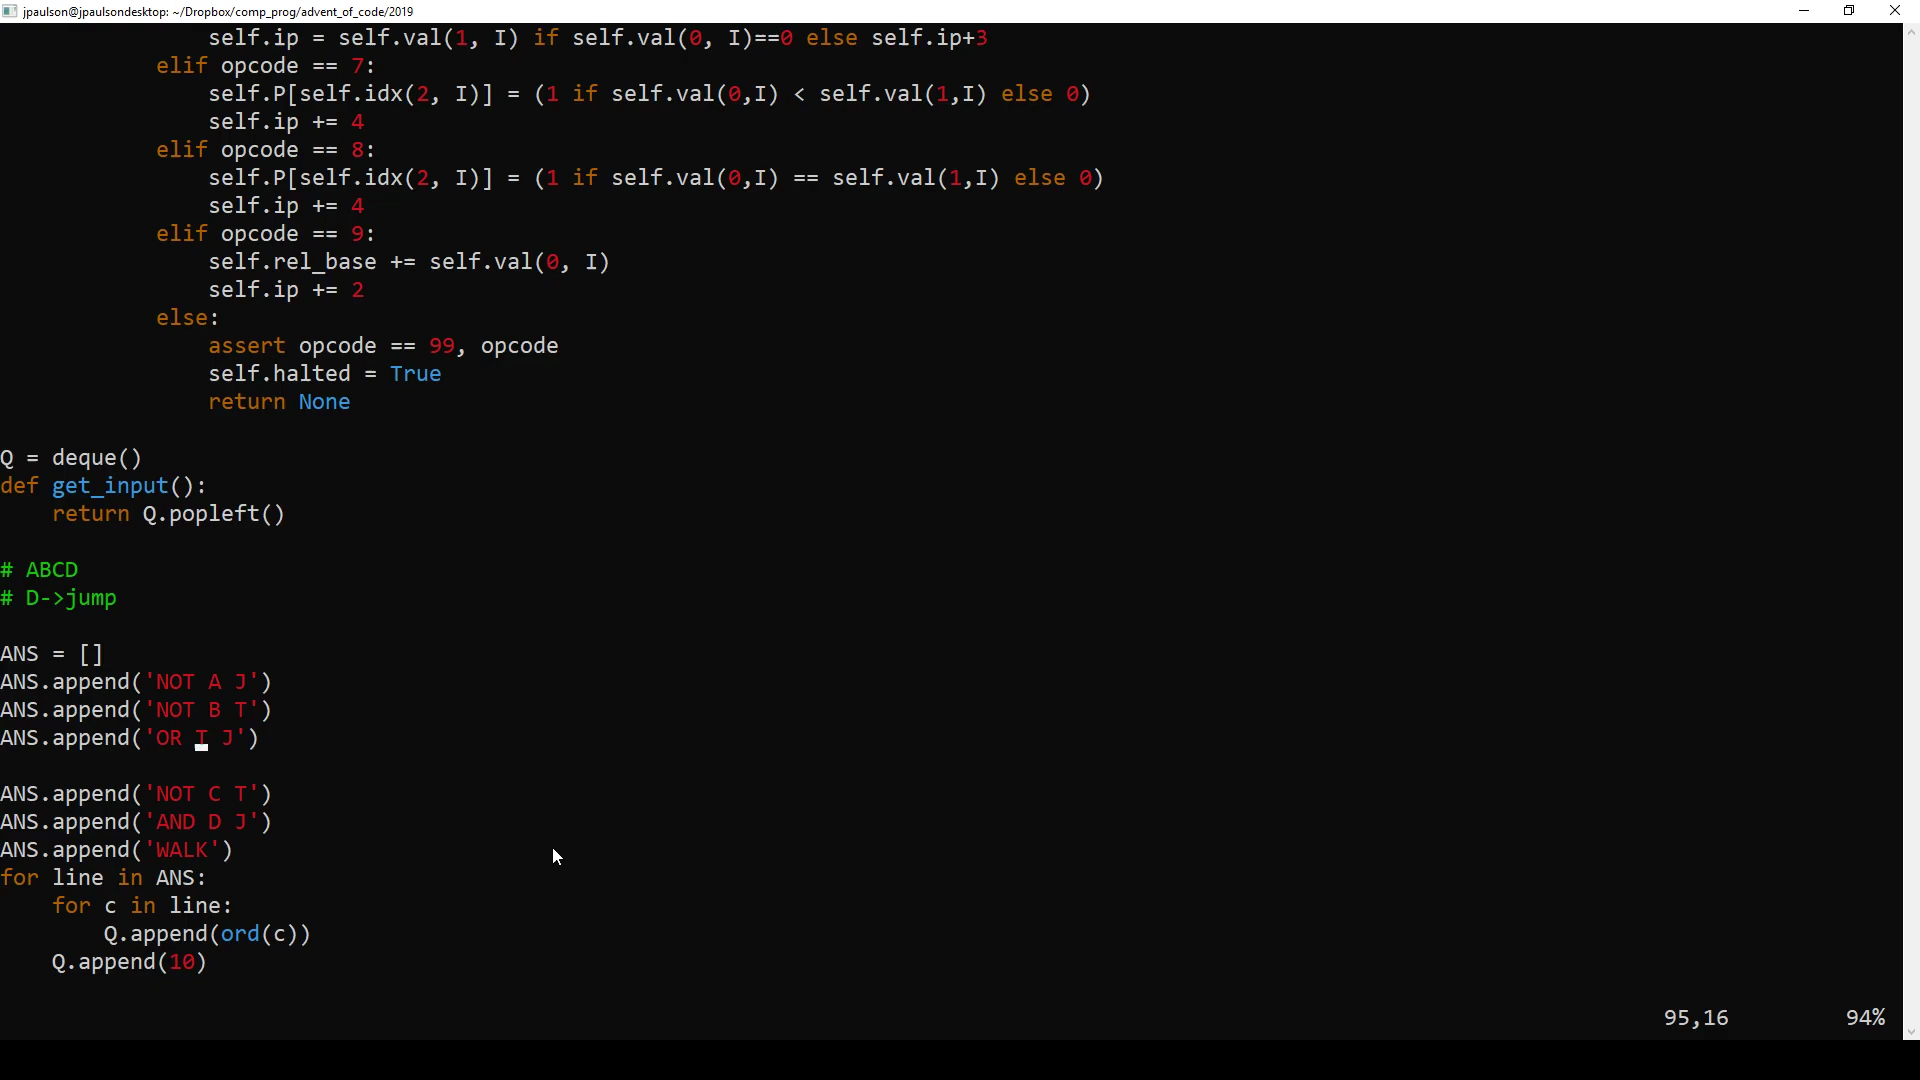 jpaulson@jpaulsondesktop: ~/Dropbox/comp_prog/advent_of_code/2019
self.ip = self.val(1, I) if self.val(0, I)==0 else self.ip+3
elif opcode == 7:
self.P[self.idx(2, I)] = (1 if self.val(0,I) < self.val(1,I) else 0)
self.ip += 4
elif opcode == 8:
self.P[self.idx(2, I)] = (1 if self.val(0,I) == self.val(1,I) else 0)
self.ip += 4
elif opcode == 9:
self.rel_base += self.val(0, I)
self.ip += 2
else:
assert opcode == 99, opcode
self.halted = True
return None
Q = deque()
def get_input():
return Q.popleft()
# ABCD
# D->jump
ANS = []
ANS.append('NOT A J')
ANS.append('NOT B T')
ANS.append('OR T J')
ANS.append('NOT C T')
ANS.append('AND D J')
ANS.append('WALK')
for line in ANS:
for c in line:
Q.append(ord(c))
Q.append(10)
95,16 94%